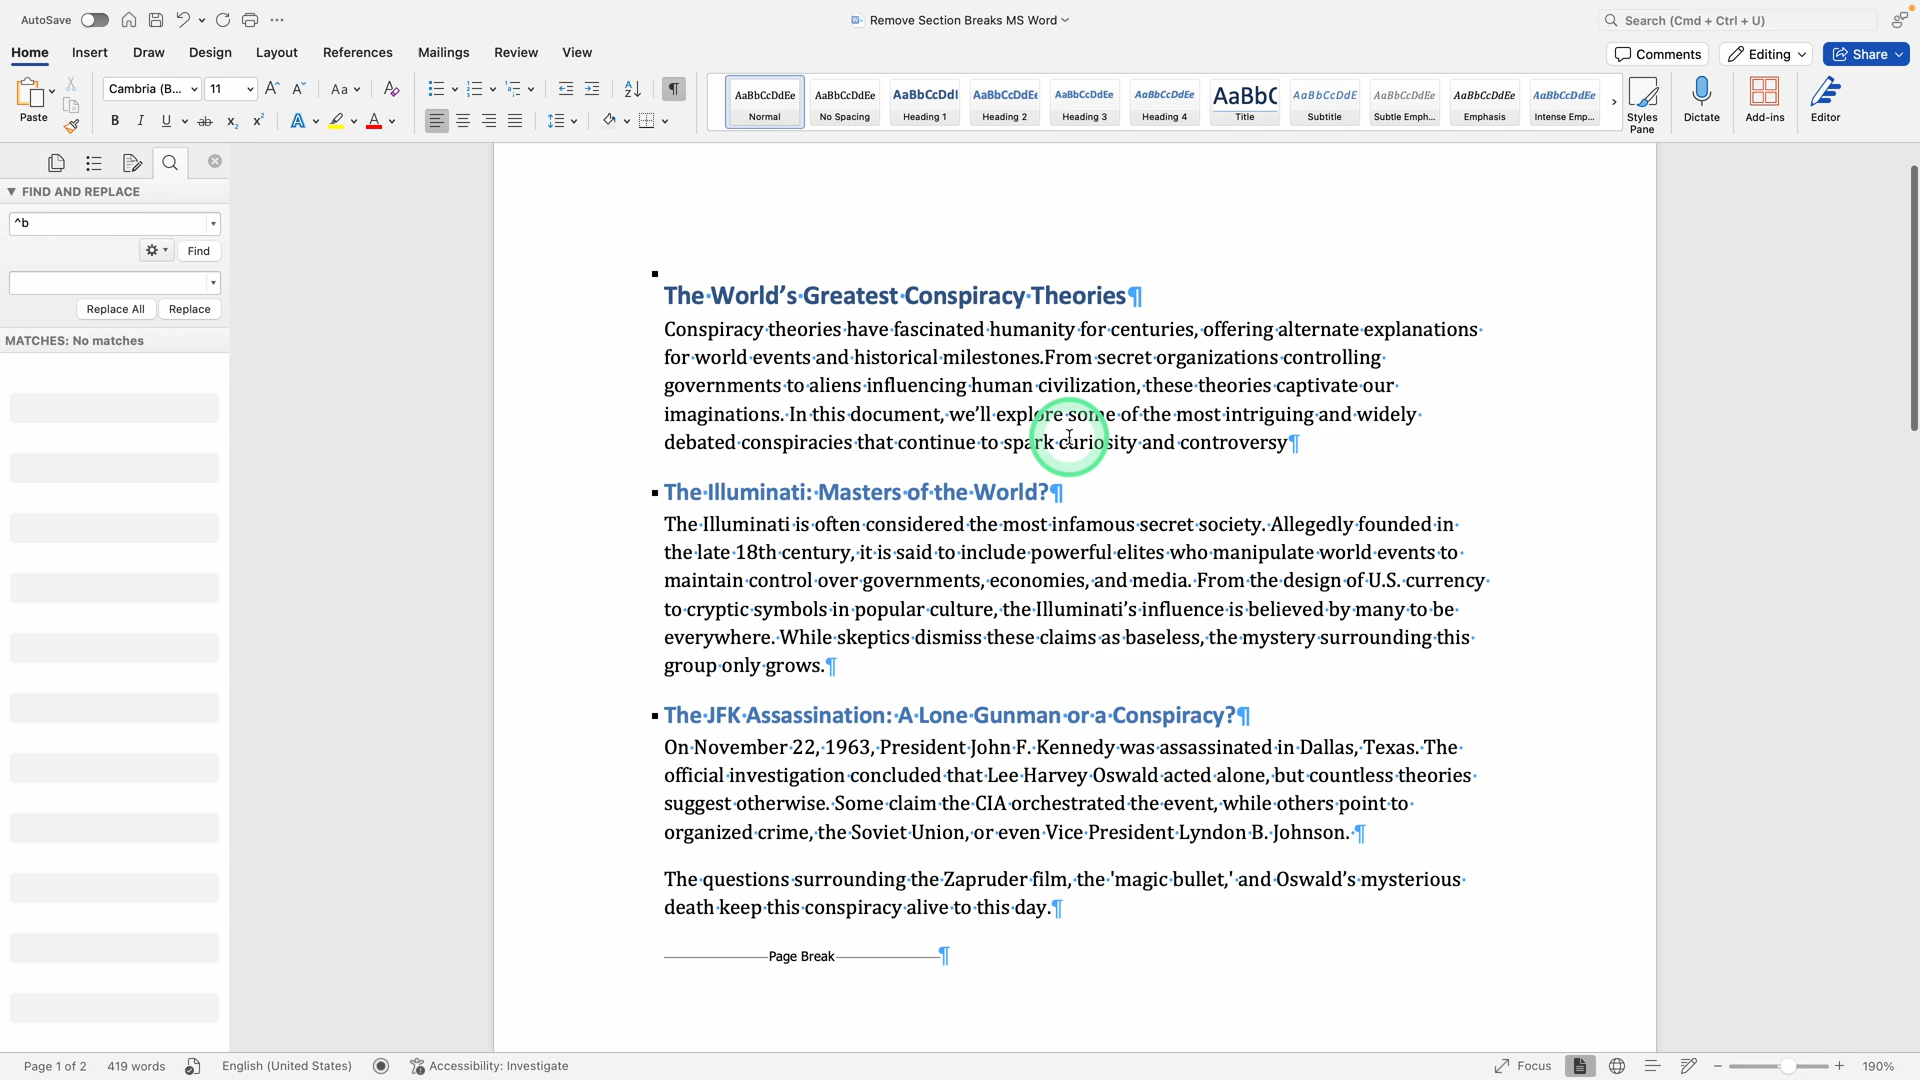 AutoSave
Remove Section Breaks MS Word
Search (Cmd + Ctrl + U)
Home Insert Draw Design Layout References Mailings Review View
Comments Editing Share
Paste
Cambria (B... 11
AaBbCcDdEe Normal
AaBbCcDdEe No Spacing
AaBbCcDdI Heading 1
AaBbCcDdEe Heading 2
AaBbCcDdEe Heading 3
AaBbCcDdEe Heading 4
AaBbC Title
AaBbCcDdE Subtitle
AaBbCcDdEe Subtle Emph...
AaBbCcDdEe Emphasis
AaBbCcDdEe Intense Emp...
Styles Pane
Dictate
Add-ins
Editor
FIND AND REPLACE
^b
Find
Replace All Replace
MATCHES: No matches
The World’s Greatest Conspiracy Theories¶
Conspiracy theories have fascinated humanity for centuries, offering alternate explanations
for world events and historical milestones.From secret organizations controlling
governments to aliens influencing human civilization, these theories captivate our
imaginations. In this document, we’ll explore some of the most intriguing and widely
debated conspiracies that continue to spark curiosity and controversy¶
The Illuminati: Masters of the World?¶
The Illuminati is often considered the most infamous secret society. Allegedly founded in
the late 18th century, it is said to include powerful elites who manipulate world events to
maintain control over governments, economies, and media. From the design of U.S. currency
to cryptic symbols in popular culture, the Illuminati’s influence is believed by many to be
everywhere. While skeptics dismiss these claims as baseless, the mystery surrounding this
group only grows.¶
The JFK Assassination: A Lone Gunman or a Conspiracy?¶
On November 22, 1963, President John F. Kennedy was assassinated in Dallas, Texas. The
official investigation concluded that Lee Harvey Oswald acted alone, but countless theories
suggest otherwise. Some claim the CIA orchestrated the event, while others point to
organized crime, the Soviet Union, or even Vice President Lyndon B. Johnson. ¶
The questions surrounding the Zapruder film, the 'magic bullet,' and Oswald’s mysterious
death keep this conspiracy alive to this day.¶
Page Break¶
Page 1 of 2 419 words English (United States) Accessibility: Investigate Focus 190%